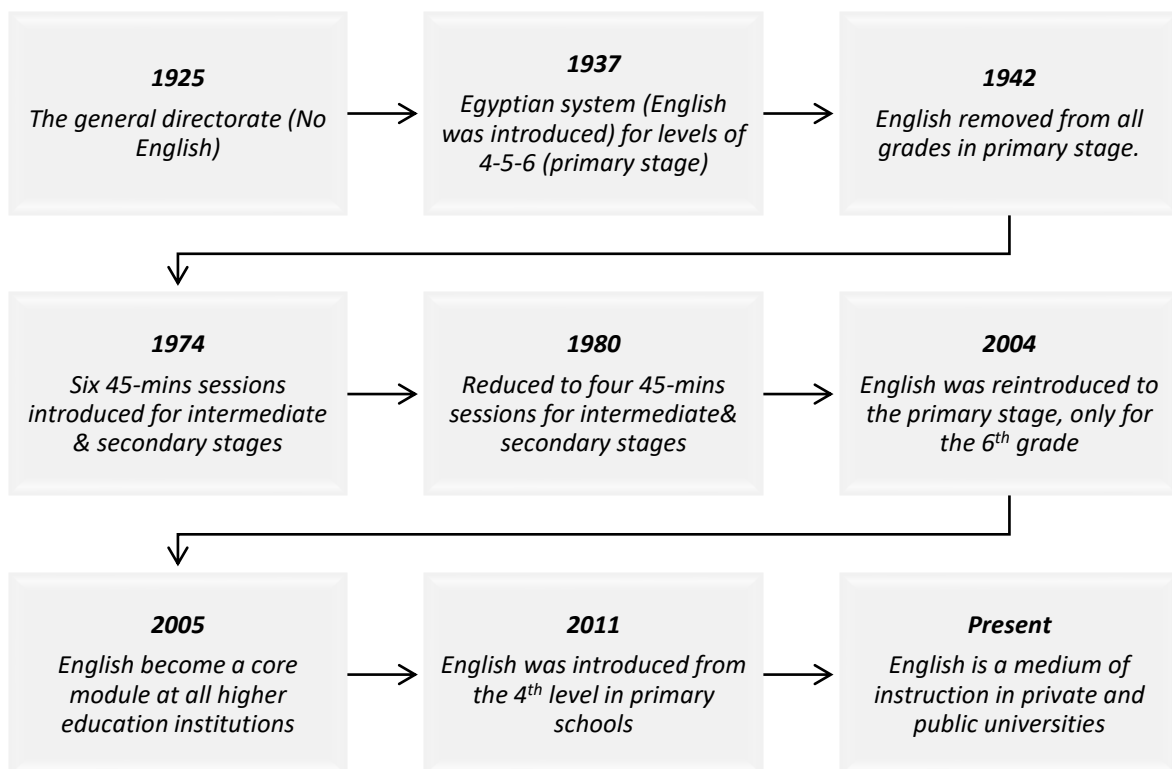 1925
The general directorate (No
English)
1937
Egyptian system (English
was introduced) for levels of
4-5-6 (primary stage)
1942
English removed from all
grades in primary stage.
1974
Six 45-mins sessions
introduced for intermediate
& secondary stages
1980
Reduced to four 45-mins
sessions for intermediate&
secondary stages
2004
English was reintroduced to
the primary stage, only for
the 6th grade
2005
English become a core
module at all higher
education institutions
2011
English was introduced from
the 4th level in primary
schools
Present
English is a medium of
instruction in private and
public universities